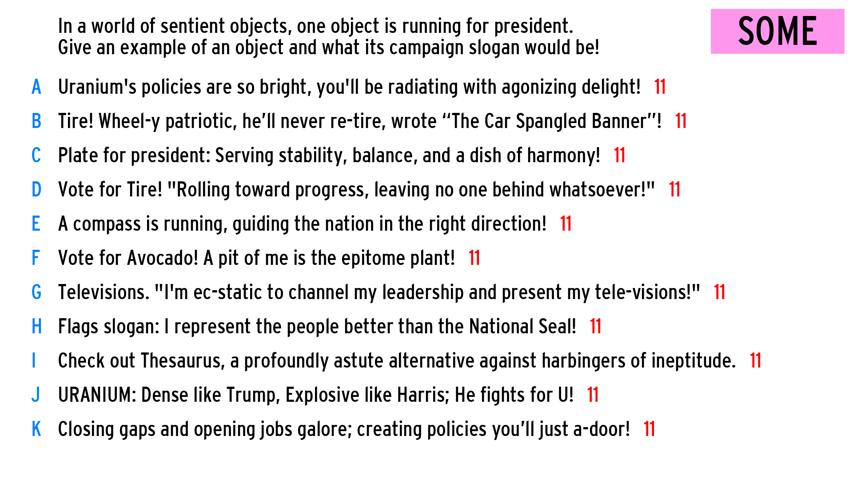 In a world of sentient objects, one object is running for president.
Give an example of an object and what its campaign slogan would be!
SOME
A Uranium's policies are so bright, you'll be radiating with agonizing delight! 11
B Tire! Wheel-y patriotic, he’ll never re-tire, wrote “The Car Spangled Banner”! 11
C Plate for president: Serving stability, balance, and a dish of harmony! 11
D Vote for Tire! "Rolling toward progress, leaving no one behind whatsoever!" 11
E A compass is running, guiding the nation in the right direction! 11
F Vote for Avocado! A pit of me is the epitome plant! 11
G Televisions. "I'm ec-static to channel my leadership and present my tele-visions!" 11
H Flags slogan: I represent the people better than the National Seal! 11
I Check out Thesaurus, a profoundly astute alternative against harbingers of ineptitude. 11
J URANIUM: Dense like Trump, Explosive like Harris; He fights for U! 11
K Closing gaps and opening jobs galore; creating policies you’ll just a-door! 11